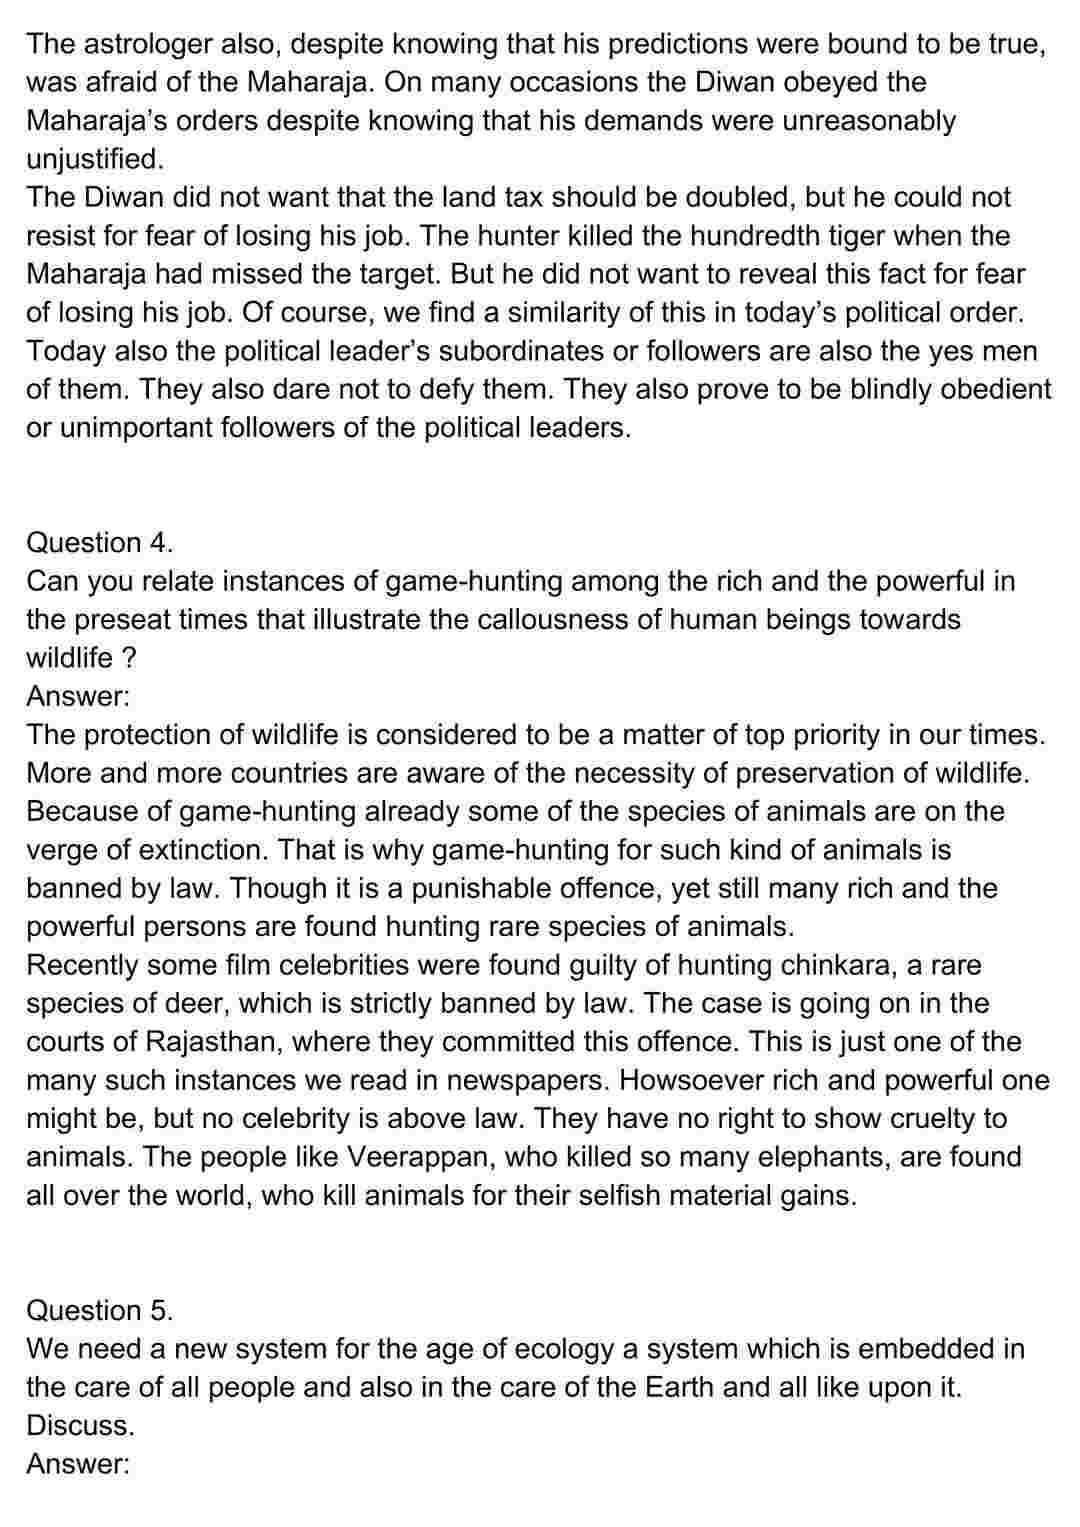 The astrologer also, despite knowing that his predictions were bound to be true,
was afraid of the Maharaja. On many occasions the Diwan obeyed the
Maharaja’s orders despite knowing that his demands were unreasonably
unjustified.
The Diwan did not want that the land tax should be doubled, but he could not
resist for fear of losing his job. The hunter killed the hundredth tiger when the
Maharaja had missed the target. But he did not want to reveal this fact for fear
of losing his job. Of course, we find a similarity of this in today’s political order.
Today also the political leader’s subordinates or followers are also the yes men
of them. They also dare not to defy them. They also prove to be blindly obedient
or unimportant followers of the political leaders.
Question 4.
Can you relate instances of game-hunting among the rich and the powerful in
the preseat times that illustrate the callousness of human beings towards
wildlife ?
Answer:
The protection of wildlife is considered to be a matter of top priority in our times.
More and more countries are aware of the necessity of preservation of wildlife.
Because of game-hunting already some of the species of animals are on the
verge of extinction. That is why game-hunting for such kind of animals is
banned by law. Though it is a punishable offence, yet still many rich and the
powerful persons are found hunting rare species of animals.
Recently some film celebrities were found guilty of hunting chinkara, a rare
species of deer, which is strictly banned by law. The case is going on in the
courts of Rajasthan, where they committed this offence. This is just one of the
many such instances we read in newspapers. Howsoever rich and powerful one
might be, but no celebrity is above law. They have no right to show cruelty to
animals. The people like Veerappan, who killed so many elephants, are found
all over the world, who kill animals for their selfish material gains.
Question 5.
We need a new system for the age of ecology a system which is embedded in
the care of all people and also in the care of the Earth and all like upon it.
Discuss.
Answer: